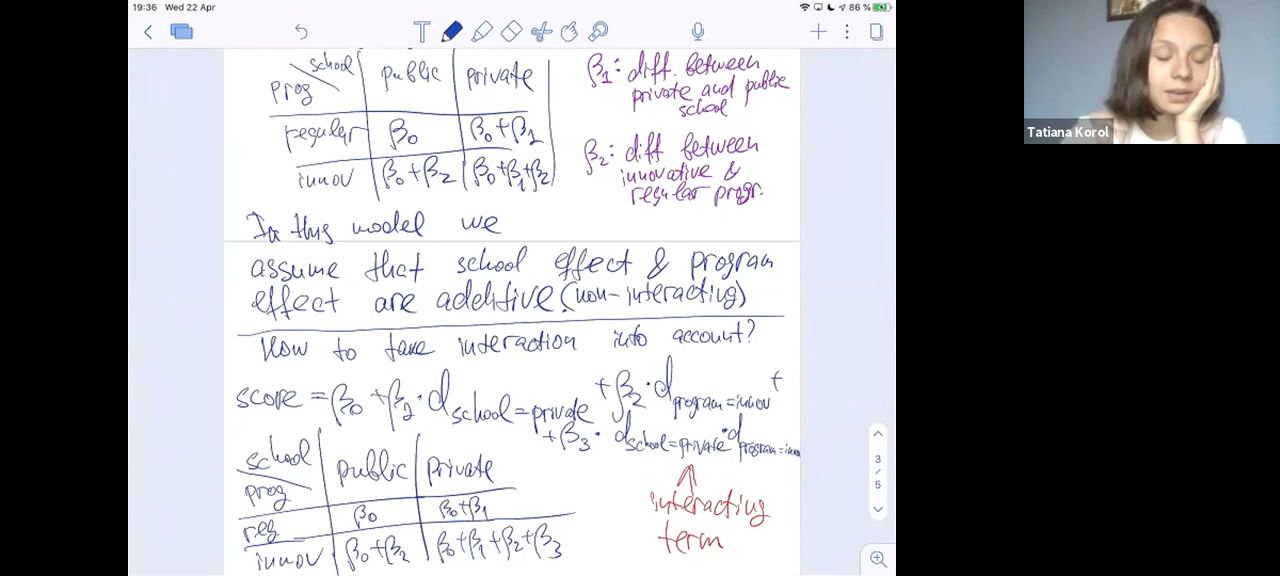 19:36 Wed 22 Apr
86 %
school
prog
public
private
regular
β0
β0+β1
innov
β0+β2
β0+β1+β2
β1: diff. between
private and public
school
β2: diff between
innovative &
regular progr.
In this model we
assume that school effect & program
effect are additive. (non-interacting)
How to take interaction into account?
score = β0 + β2 · d school=private + β2 · d program=innov +
+ β3 · d school=private · d program=innov
school
prog
public
private
reg
β0
β0+β1
innov
β0+β2
β0+β1+β2+β3
interacting
term
3
/
5
Tatiana Korol